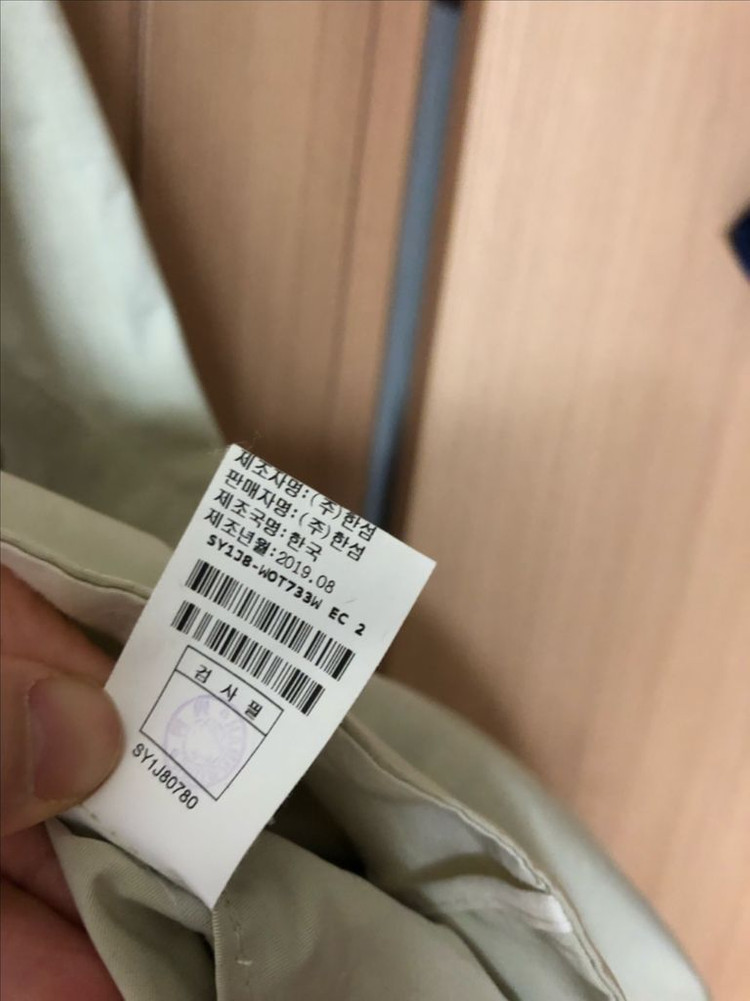 제조자명:(주)한섬
판매자명:(주)한섬
제조국명:한국
제조년월:2019.08
SY1J8-WOT733W EC 2
검사필
SY1J80780